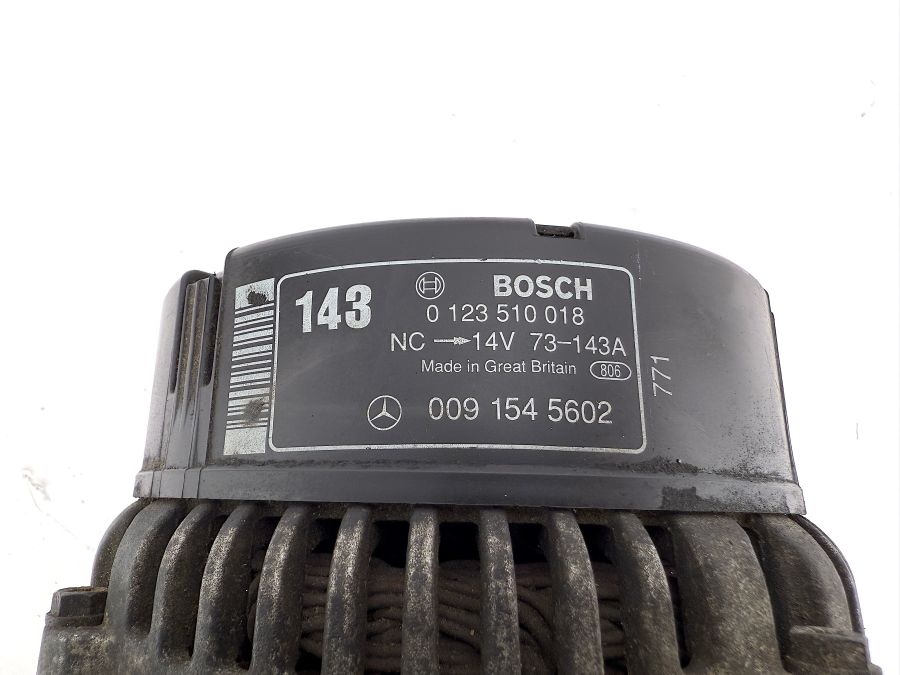 143
BOSCH
0 123 510 018
NC 14V 73-143A
Made in Great Britain 806
009 154 5602
771